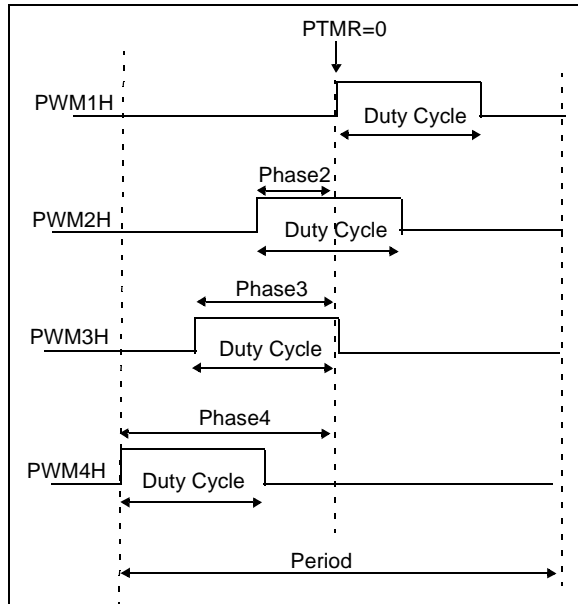 PTMR=0
PWM1H
Duty Cycle
Phase2
PWM2H
Duty Cycle
Phase3
PWM3H
Duty Cycle
Phase4
PWM4H
Duty Cycle
Period